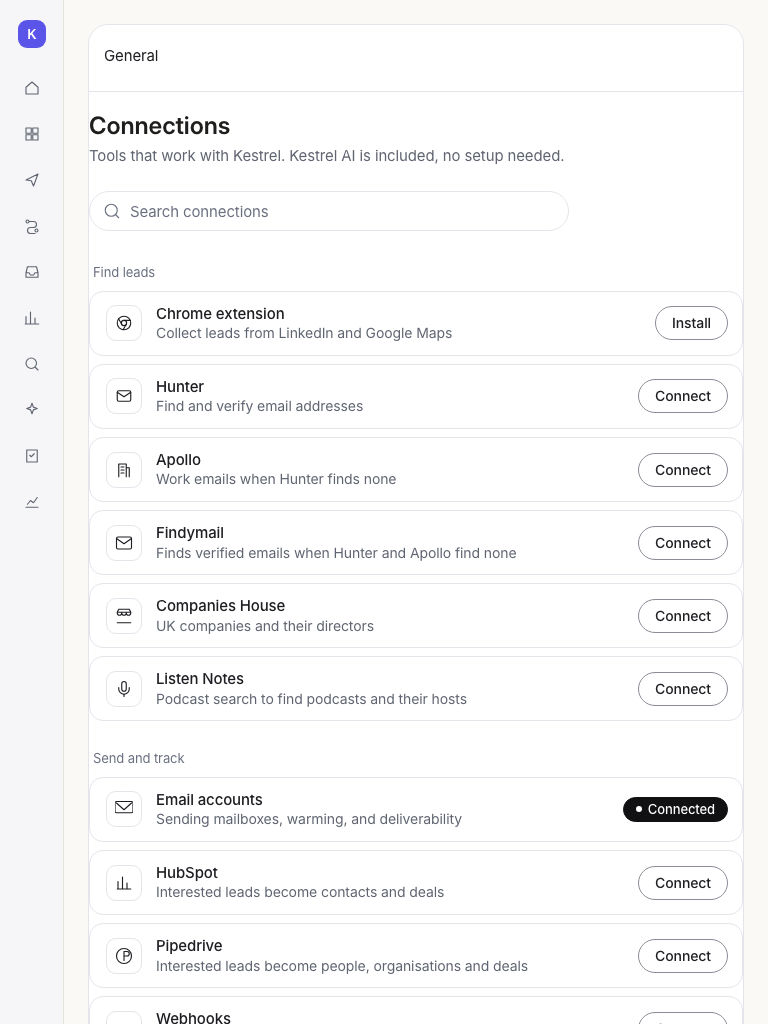 K
General
Connections
Tools that work with Kestrel. Kestrel AI is included, no setup needed.
Search connections
Find leads
Chrome extension
Collect leads from LinkedIn and Google Maps
Install
Hunter
Find and verify email addresses
Connect
Apollo
Work emails when Hunter finds none
Connect
Findymail
Finds verified emails when Hunter and Apollo find none
Connect
Companies House
UK companies and their directors
Connect
Listen Notes
Podcast search to find podcasts and their hosts
Connect
Send and track
Email accounts
Sending mailboxes, warming, and deliverability
Connected
HubSpot
Interested leads become contacts and deals
Connect
Pipedrive
Interested leads become people, organisations and deals
Connect
Webhooks